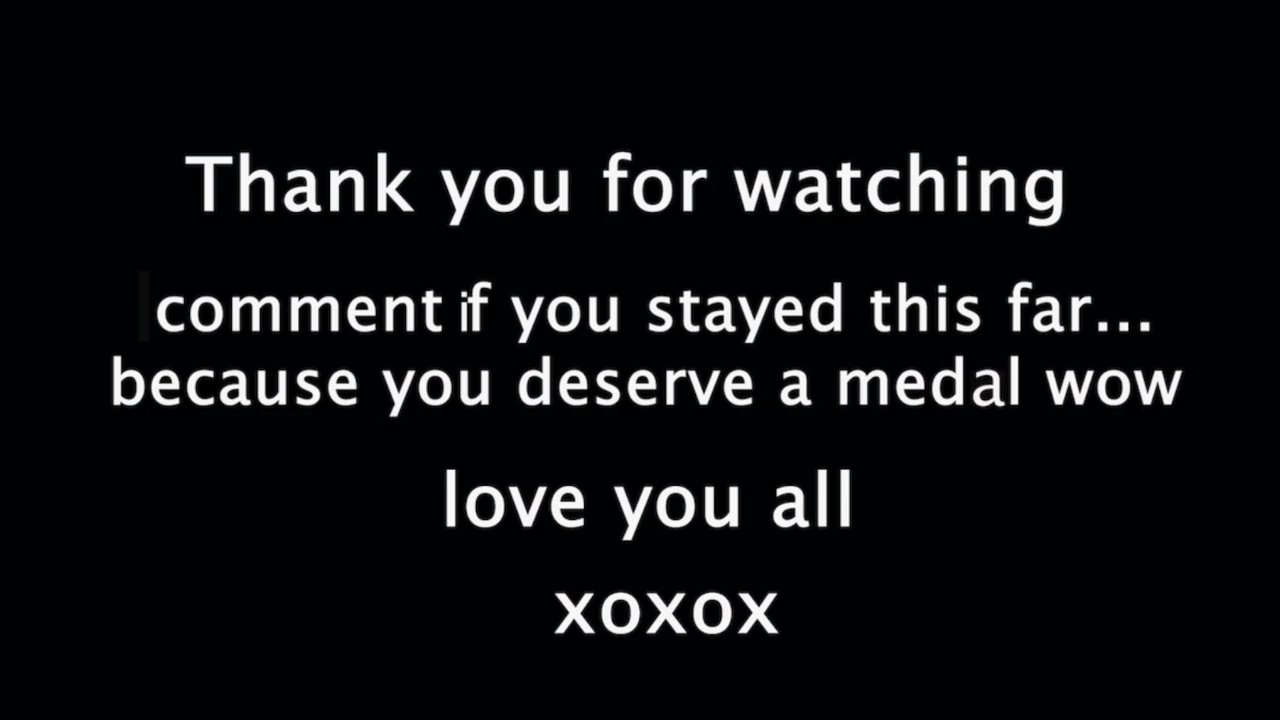 Thank you for watching
comment if you stayed this far...
because you deserve a medal wow
love you all
xoxox